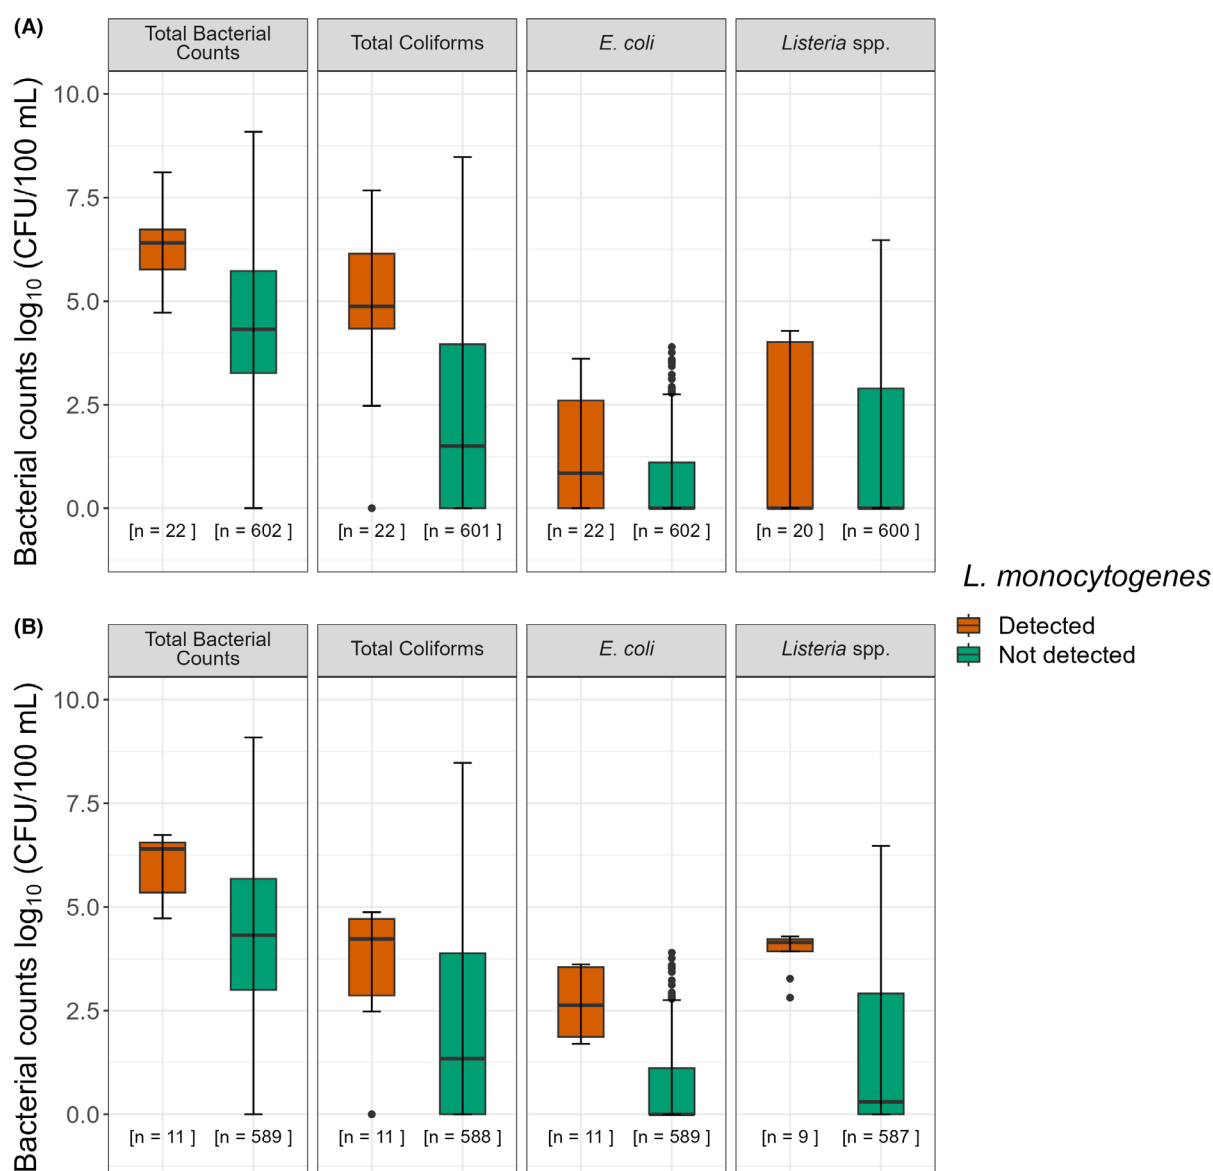 (A)
Total Bacterial
Counts
Total Coliforms
E. coli
Listeria spp.
Bacterial counts log10 (CFU/100 mL)
10.0
7.5
5.0
2.5
0.0
[n = 22 ]
[n = 602 ]
[n = 22 ]
[n = 601 ]
[n = 22 ]
[n = 602 ]
[n = 20 ]
[n = 600 ]
L. monocytogenes
Detected
Not detected
(B)
Total Bacterial
Counts
Total Coliforms
E. coli
Listeria spp.
Bacterial counts log10 (CFU/100 mL)
10.0
7.5
5.0
2.5
0.0
[n = 11 ]
[n = 589 ]
[n = 11 ]
[n = 588 ]
[n = 11 ]
[n = 589 ]
[n = 9 ]
[n = 587 ]